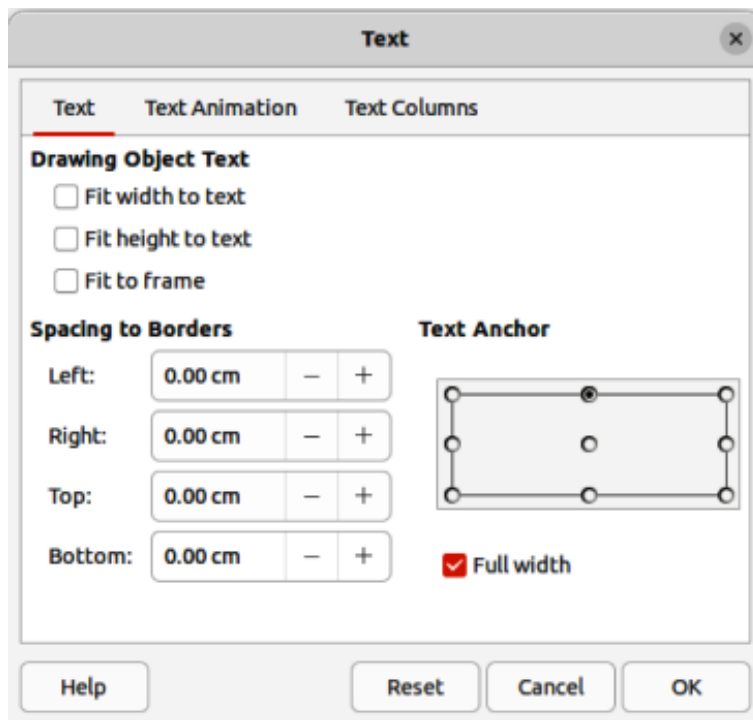 Text
Text Text Animation Text Columns
Drawing Object Text
Fit width to text
Fit height to text
Fit to frame
Spacing to Borders
Left: 0.00 cm − +
Right: 0.00 cm − +
Top: 0.00 cm − +
Bottom: 0.00 cm − +
Text Anchor
Full width
Help Reset Cancel OK